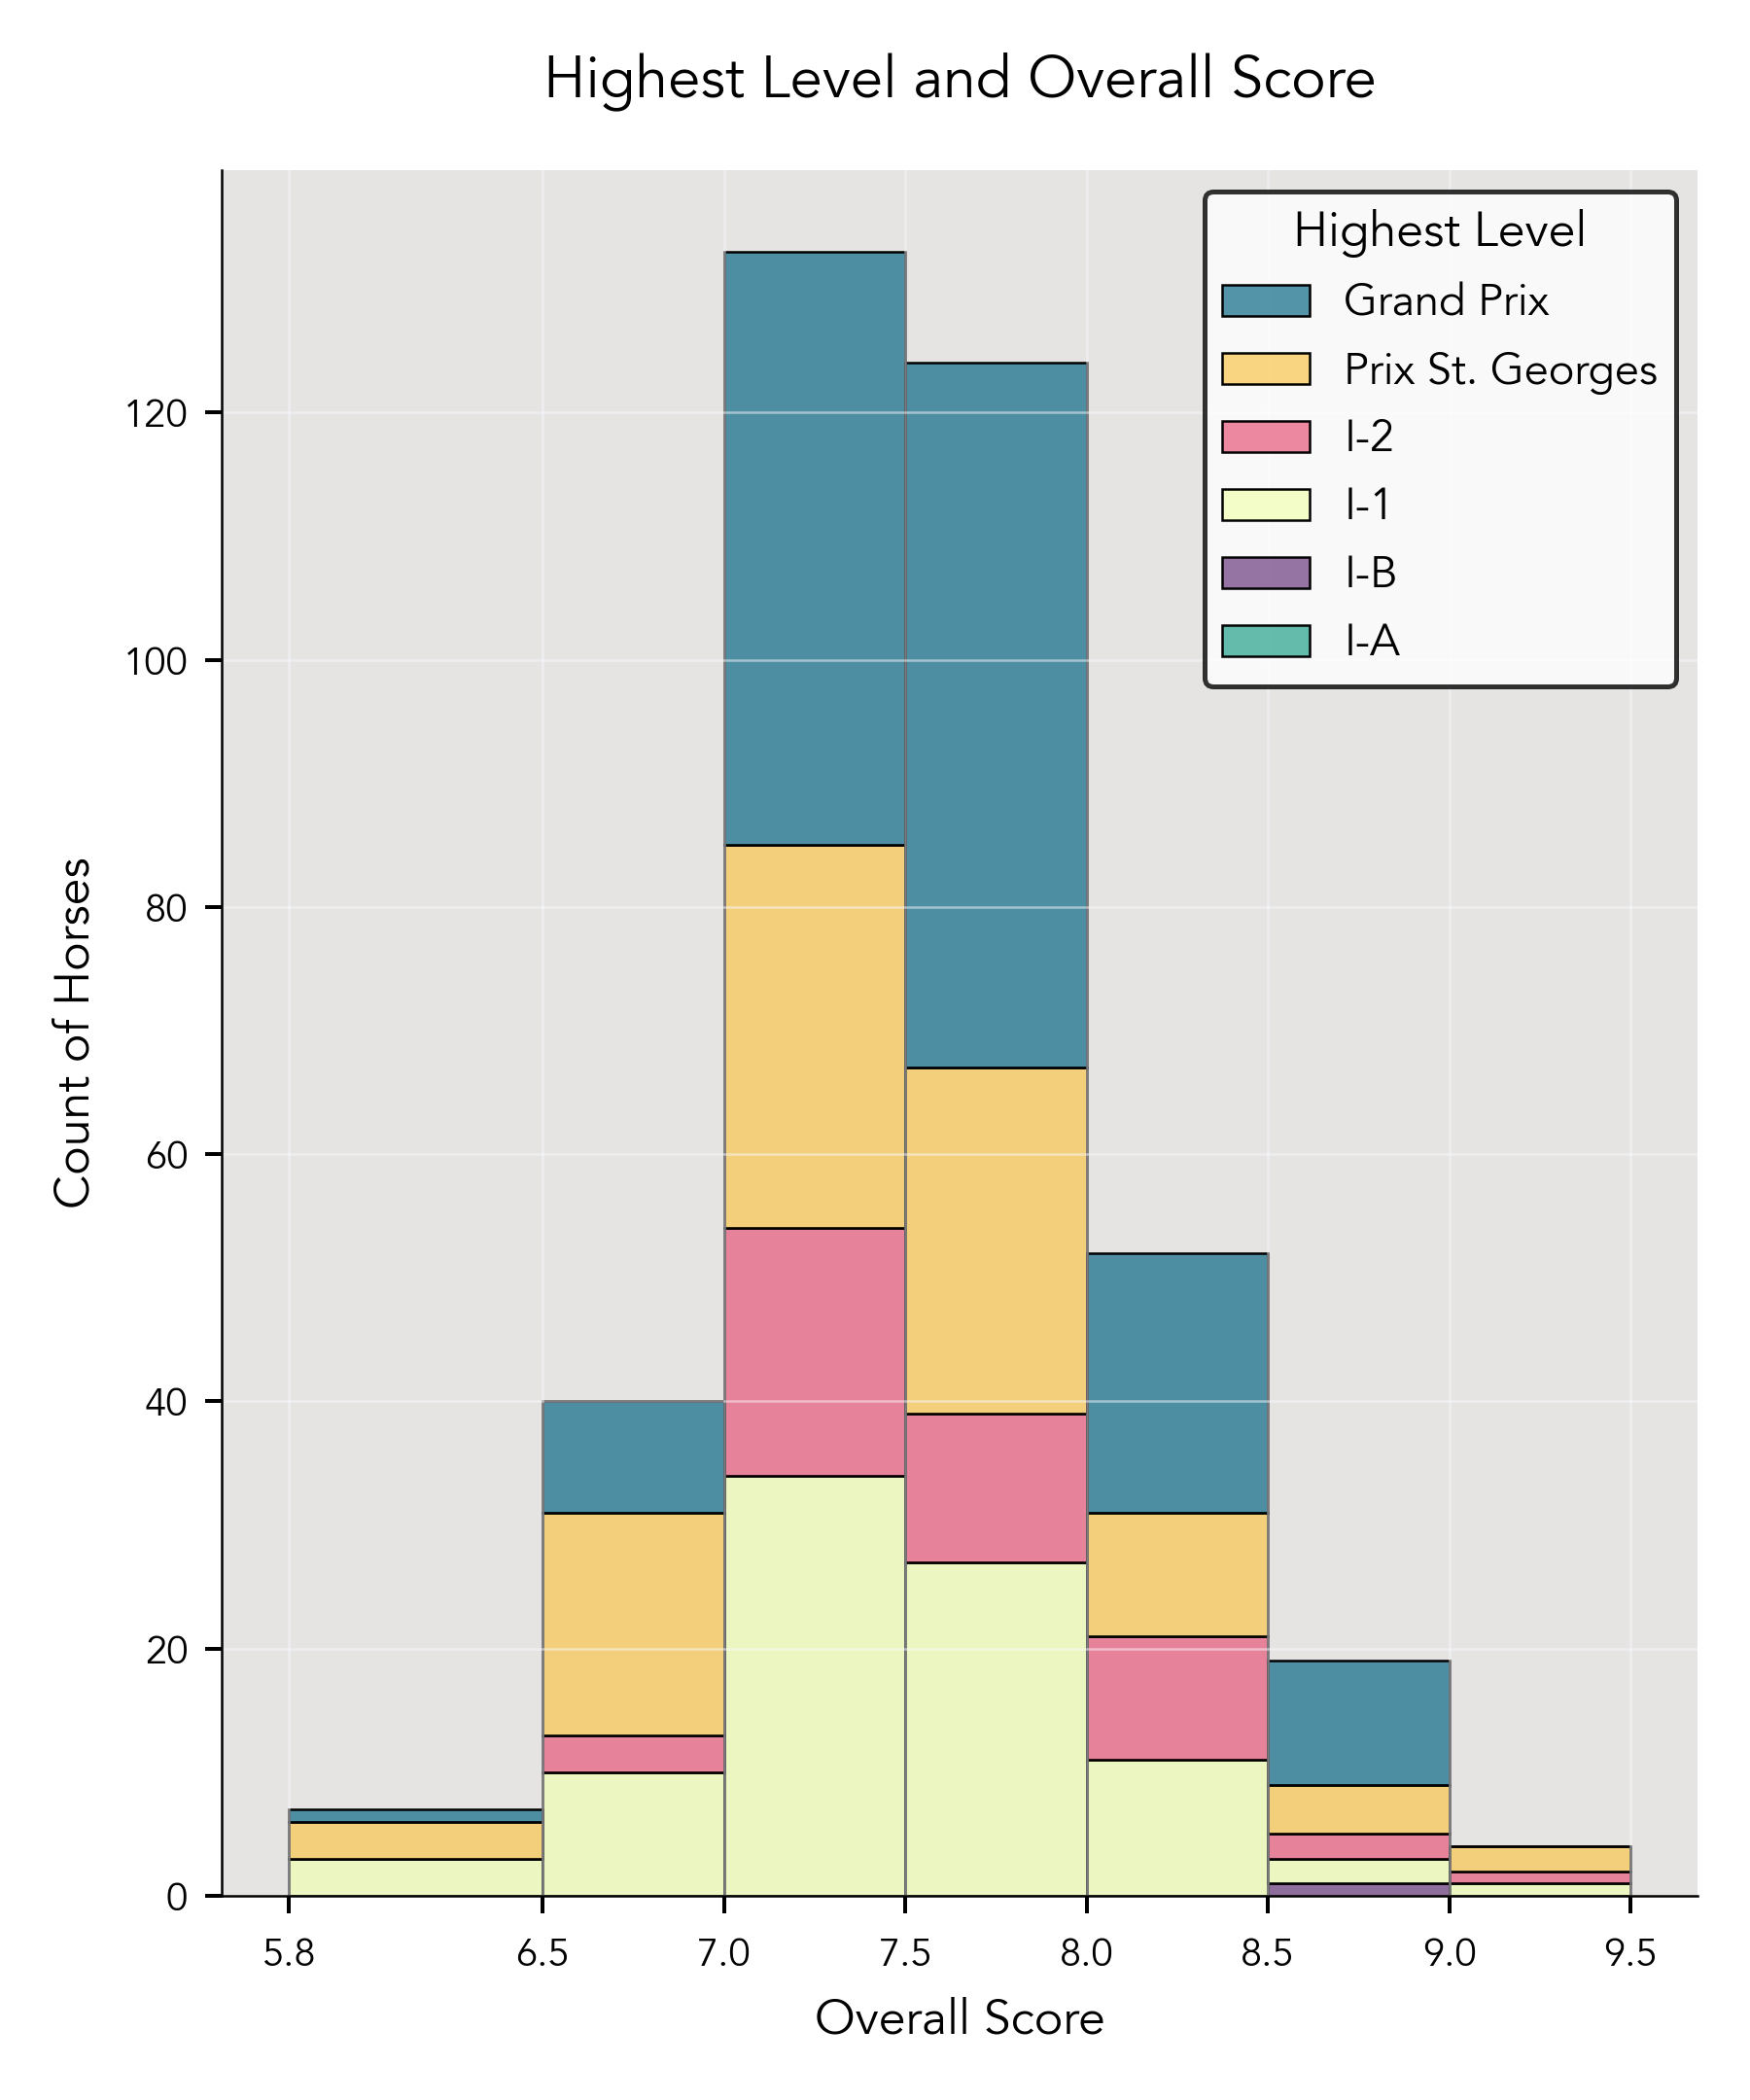 Highest Level and Overall Score
Highest Level
Grand Prix
Prix St. Georges
I-2
I-1
I-B
I-A
Count of Horses
120
100
80
60
40
20
0
5.8 6.5 7.0 7.5 8.0 8.5 9.0 9.5
Overall Score